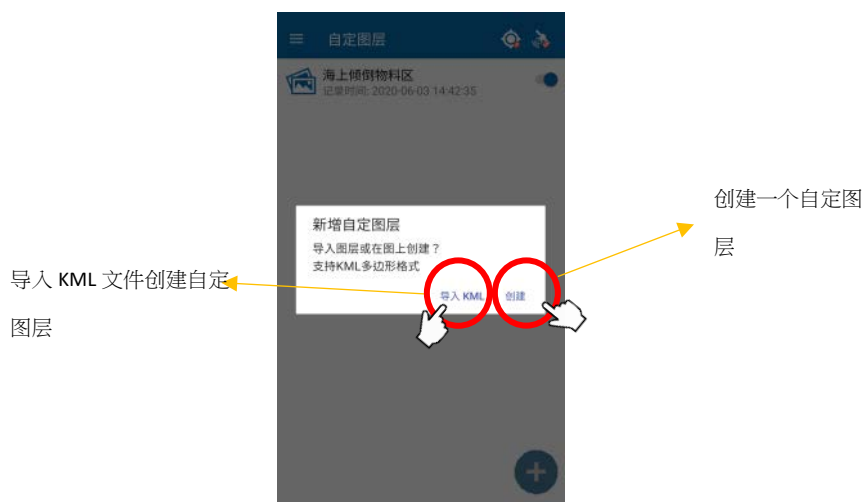 自定图层
海上倾倒物料区
记录时间: 2020-06-03 14:42:35
新增自定图层
导入图层或在图上创建？
支持KML多边形格式
导入 KML
创建
创建一个自定图
层
导入 KML 文件创建自定
图层